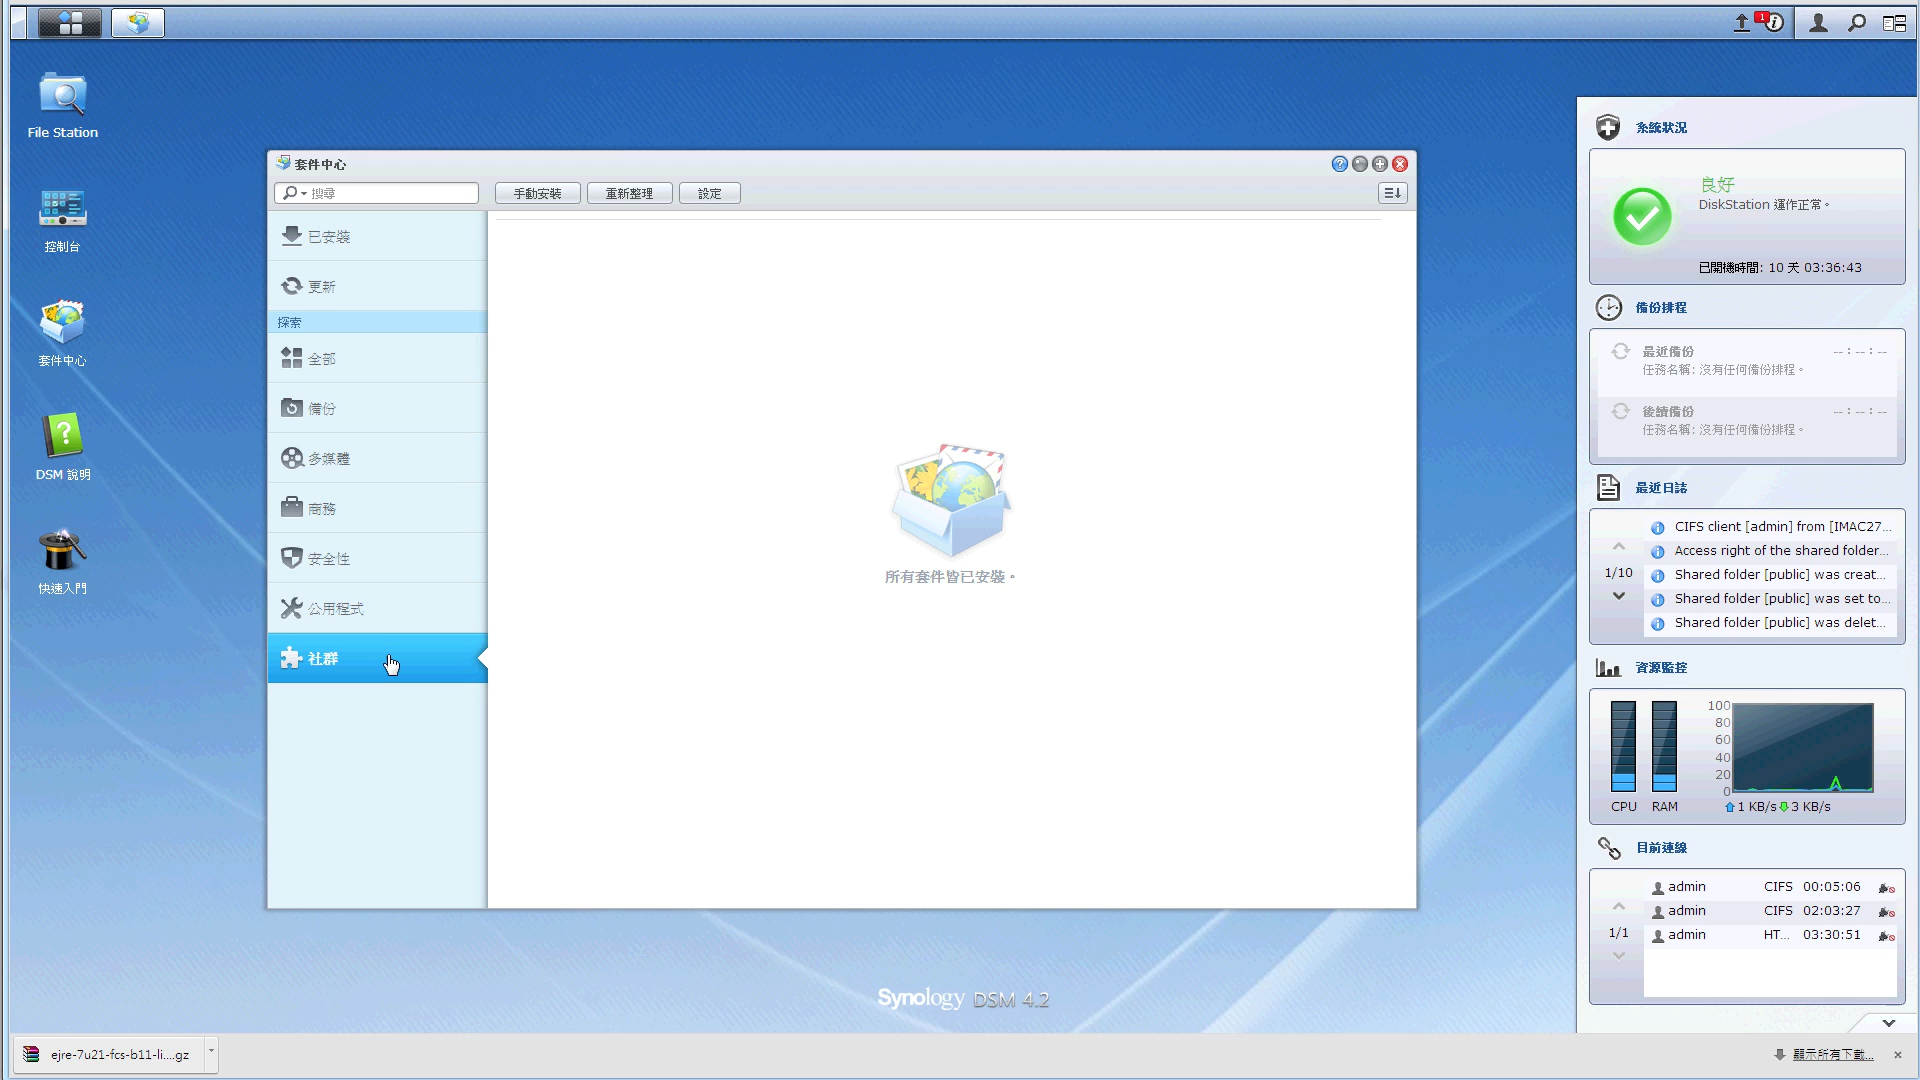 1
File Station
控制台
套件中心
DSM 說明
快速入門
套件中心
搜尋
手動安裝
重新整理
設定
已安裝
更新
探索
全部
備份
多媒體
商務
安全性
公用程式
社群
所有套件皆已安裝。
系統狀況
良好
DiskStation 運作正常。
已開機時間: 10 天 03:36:43
備份排程
最近備份 -- : -- : --
任務名稱: 沒有任何備份排程。
後續備份 -- : -- : --
任務名稱: 沒有任何備份排程。
最近日誌
1/10
CIFS client [admin] from [IMAC27...
Access right of the shared folder...
Shared folder [public] was creat...
Shared folder [public] was set to...
Shared folder [public] was delet...
資源監控
100
80
60
40
20
0
CPU RAM
1 KB/s 3 KB/s
目前連線
1/1
admin CIFS 00:05:06
admin CIFS 02:03:27
admin HT... 03:30:51
Synology DSM 4.2
ejre-7u21-fcs-b11-li....gz
顯示所有下載...